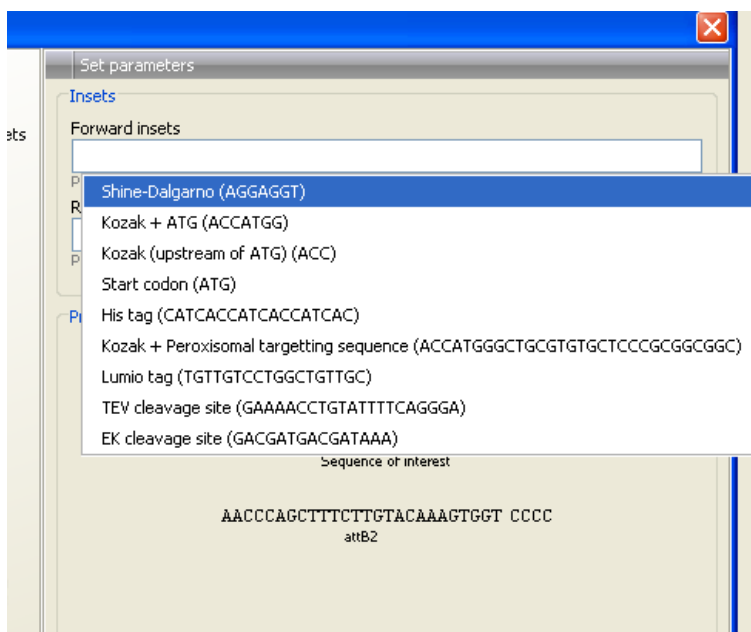 Set parameters
Insets
ets
Forward insets
P
Shine-Dalgarno (AGGAGGT)
R
Kozak + ATG (ACCATGG)
Kozak (upstream of ATG) (ACC)
P
Start codon (ATG)
Pr
His tag (CATCACCATCACCATCAC)
Kozak + Peroxisomal targetting sequence (ACCATGGGCTGCGTGTGCTCCCGCGGCGGC)
Lumio tag (TGTTGTCCTGGCTGTTGC)
TEV cleavage site (GAAAACCTGTATTTTCAGGGA)
EK cleavage site (GACGATGACGATAAA)
Sequence of interest
AACCCAGCTTTCTTGTACAAAGTGGT CCCC
attB2